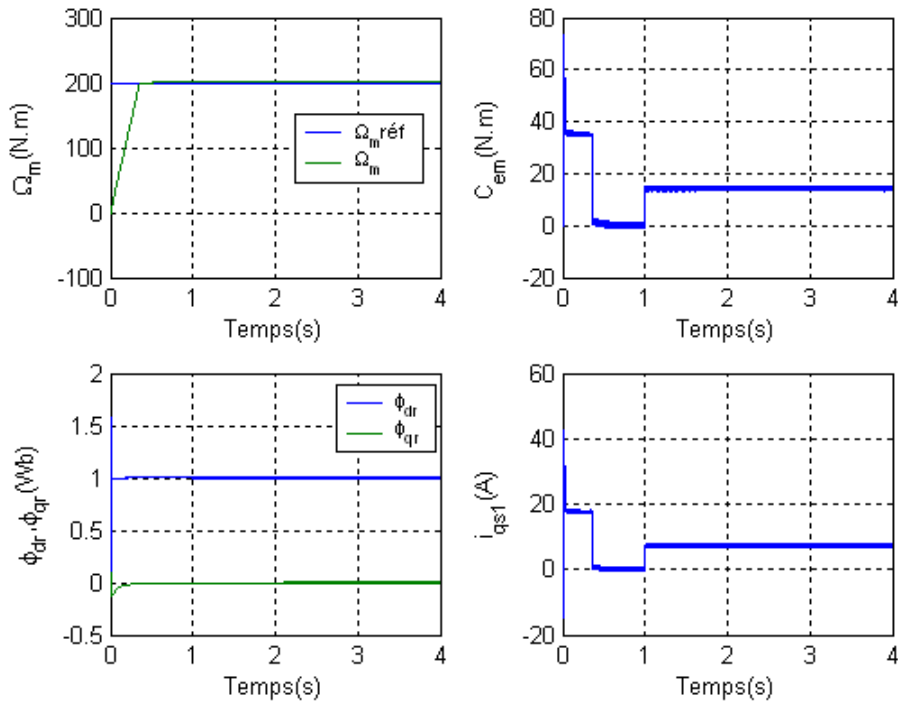 300
200
100
0
-100
Ωm(N.m)
Ωm réf
Ωm
0 1 2 3 4
Temps(s)
80
60
40
20
0
-20
Cem(N.m)
0 1 2 3 4
Temps(s)
2
1.5
1
0.5
0
-0.5
ϕdr,ϕqr(Wb)
ϕdr
ϕqr
0 1 2 3 4
Temps(s)
60
40
20
0
-20
iqs1(A)
0 1 2 3 4
Temps(s)